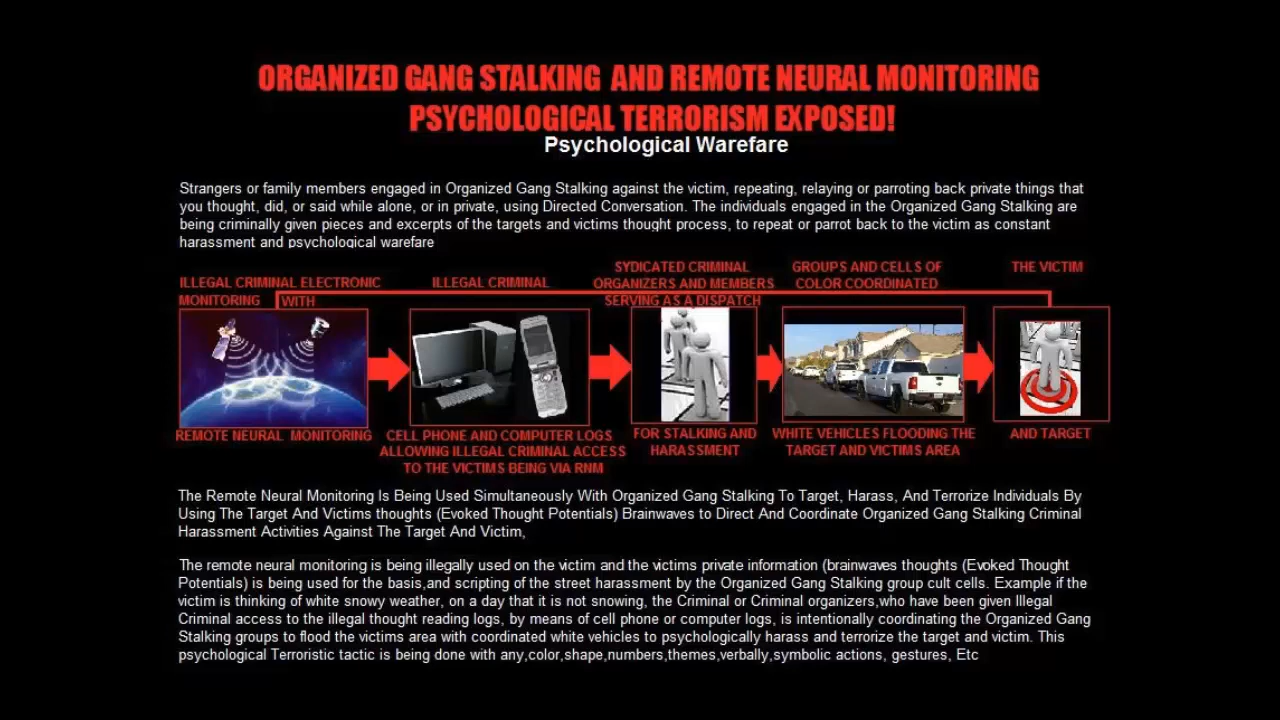 ORGANIZED GANG STALKING AND REMOTE NEURAL MONITORING
PSYCHOLOGICAL TERRORISM EXPOSED!
Psychological Warefare
Strangers or family members engaged in Organized Gang Stalking against the victim, repeating, relaying or parroting back private things that
you thought, did, or said while alone, or in private, using Directed Conversation. The individuals engaged in the Organized Gang Stalking are
being criminally given pieces and excerpts of the targets and victims thought process, to repeat or parrot back to the victim as constant
harassment and psychological warefare
ILLEGAL CRIMINAL ELECTRONIC
MONITORING WITH
REMOTE NEURAL MONITORING
ILLEGAL CRIMINAL
CELL PHONE AND COMPUTER LOGS
ALLOWING ILLEGAL CRIMINAL ACCESS
TO THE VICTIMS BEING VIA RNM
SYDICATED CRIMINAL
ORGANIZERS AND MEMBERS
SERVING AS A DISPATCH
FOR STALKING AND
HARASSMENT
GROUPS AND CELLS OF
COLOR COORDINATED
WHITE VEHICLES FLOODING THE
TARGET AND VICTIMS AREA
THE VICTIM
AND TARGET
The Remote Neural Monitoring Is Being Used Simultaneously With Organized Gang Stalking To Target, Harass, And Terrorize Individuals By
Using The Target And Victims thoughts (Evoked Thought Potentials) Brainwaves to Direct And Coordinate Organized Gang Stalking Criminal
Harassment Activities Against The Target And Victim,
The remote neural monitoring is being illegally used on the victim and the victims private information (brainwaves thoughts (Evoked Thought
Potentials) is being used for the basis,and scripting of the street harassment by the Organized Gang Stalking group cult cells. Example if the
victim is thinking of white snowy weather, on a day that it is not snowing, the Criminal or Criminal organizers,who have been given Illegal
Criminal access to the illegal thought reading logs, by means of cell phone or computer logs, is intentionally coordinating the Organized Gang
Stalking groups to flood the victims area with coordinated white vehicles to psychologically harass and terrorize the target and victim. This
psychological Terroristic tactic is being done with any,color,shape,numbers,themes,verbally,symbolic actions, gestures, Etc